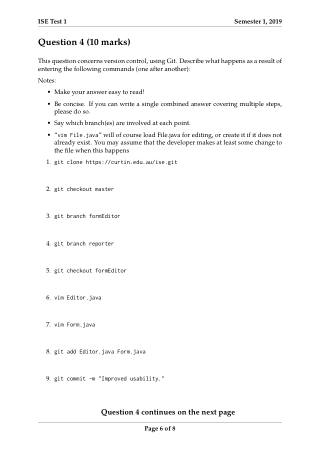 ISE Test 1 Semester 1, 2019
Question 4 (10 marks)
This question concerns version control, using Git. Describe what happens as a result of
entering the following commands (one after another):
Notes:
• Make your answer easy to read!
• Be concise. If you can write a single combined answer covering multiple steps,
please do so.
• Say which branch(es) are involved at each point.
• "vim File.java" will of course load File.java for editing, or create it if it does not
already exist. You may assume that the developer makes at least some change to
the file when this happens
1. git clone https://curtin.edu.au/ise.git
2. git checkout master
3. git branch formEditor
4. git branch reporter
5. git checkout formEditor
6. vim Editor.java
7. vim Form.java
8. git add Editor.java Form.java
9. git commit -m "Improved usability."
Question 4 continues on the next page
Page 6 of 8